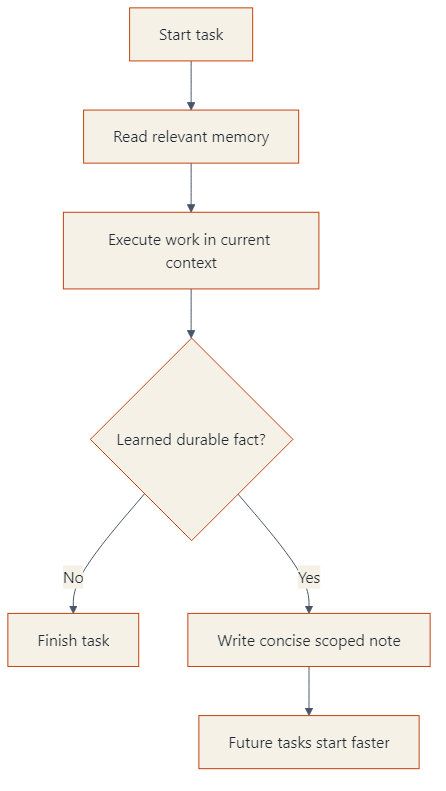 Start task
Read relevant memory
Execute work in current
context
Learned durable fact?
No
Yes
Finish task
Write concise scoped note
Future tasks start faster